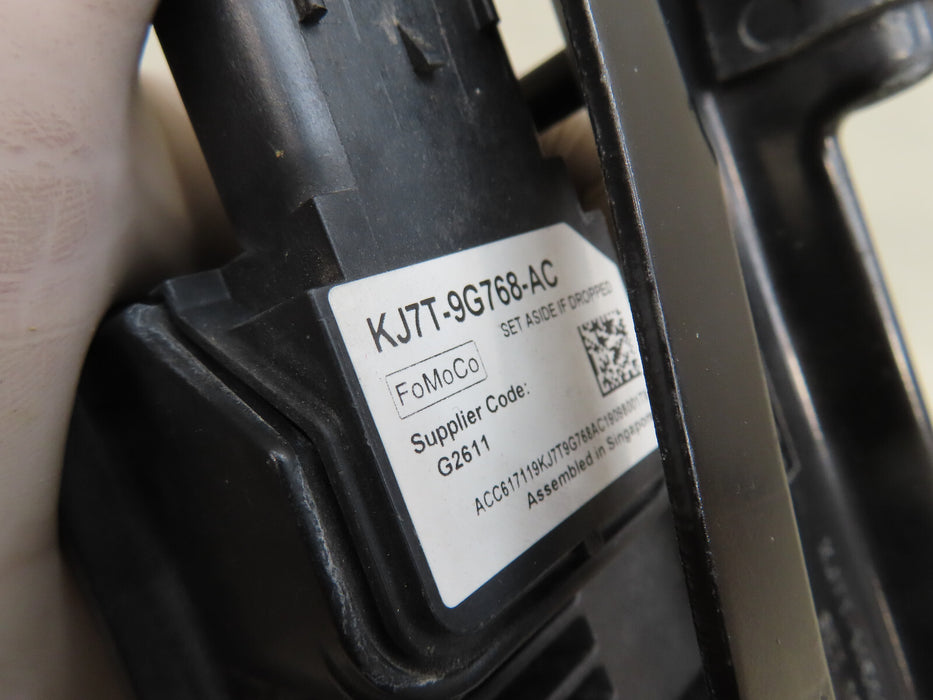 KJ7T-9G768-AC
SET ASIDE IF DROPPED
FoMoCo
Supplier Code:
G2611
Assembled in Singapore